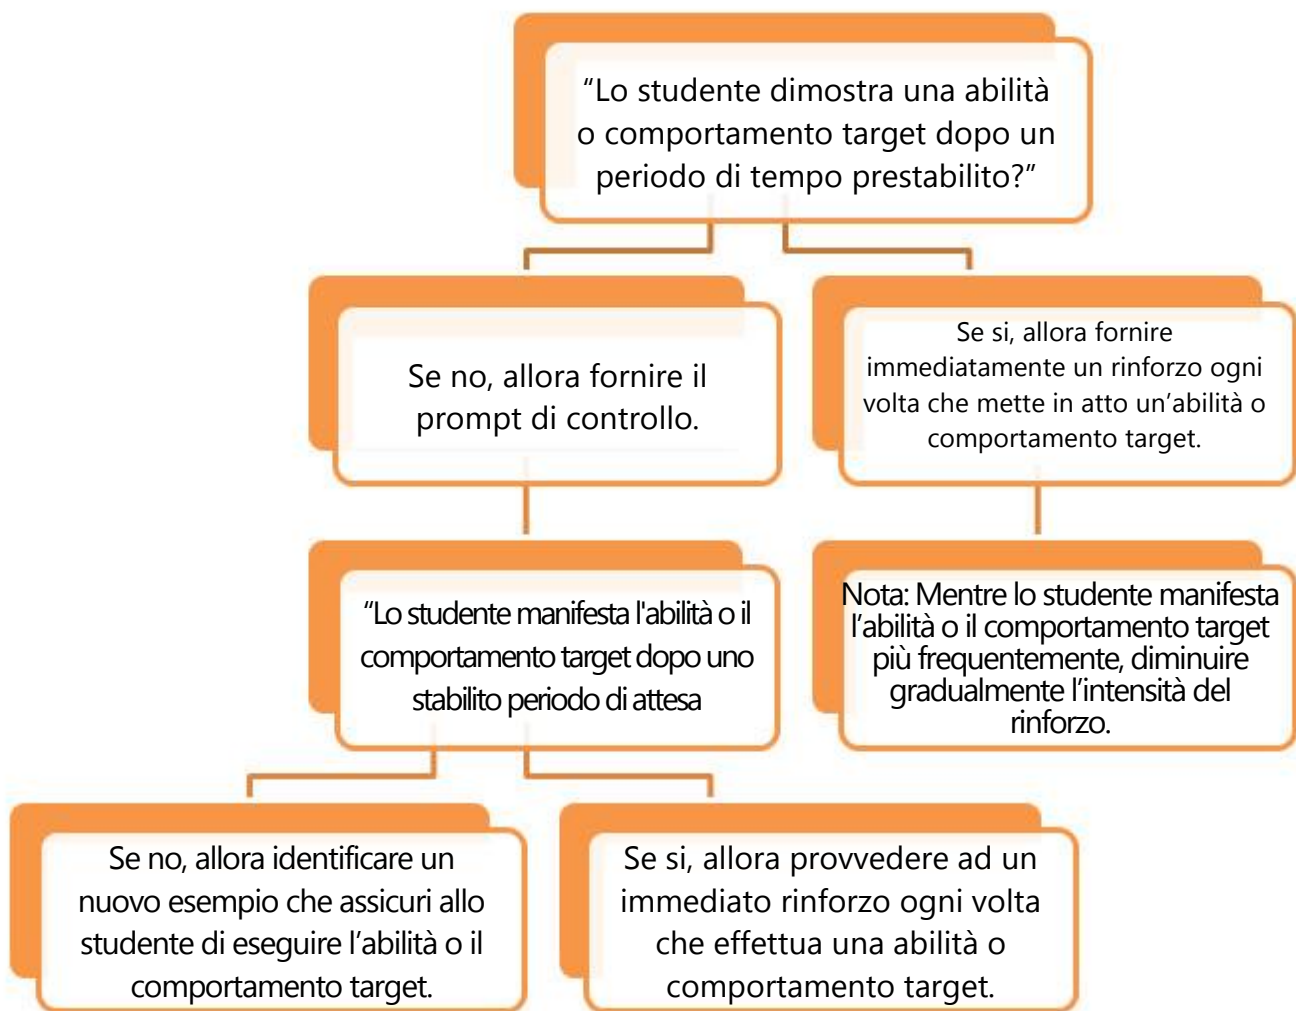 “Lo studente dimostra una abilità
o comportamento target dopo un
periodo di tempo prestabilito?”
Se no, allora fornire il
prompt di controllo.
Se si, allora fornire
immediatamente un rinforzo ogni
volta che mette in atto un’abilità o
comportamento target.
“Lo studente manifesta l'abilità o il
comportamento target dopo uno
stabilito periodo di attesa
Nota: Mentre lo studente manifesta
l’abilità o il comportamento target
più frequentemente, diminuire
gradualmente l’intensità del
rinforzo.
Se no, allora identificare un
nuovo esempio che assicuri allo
studente di eseguire l’abilità o il
comportamento target.
Se si, allora provvedere ad un
immediato rinforzo ogni volta
che effettua una abilità o
comportamento target.